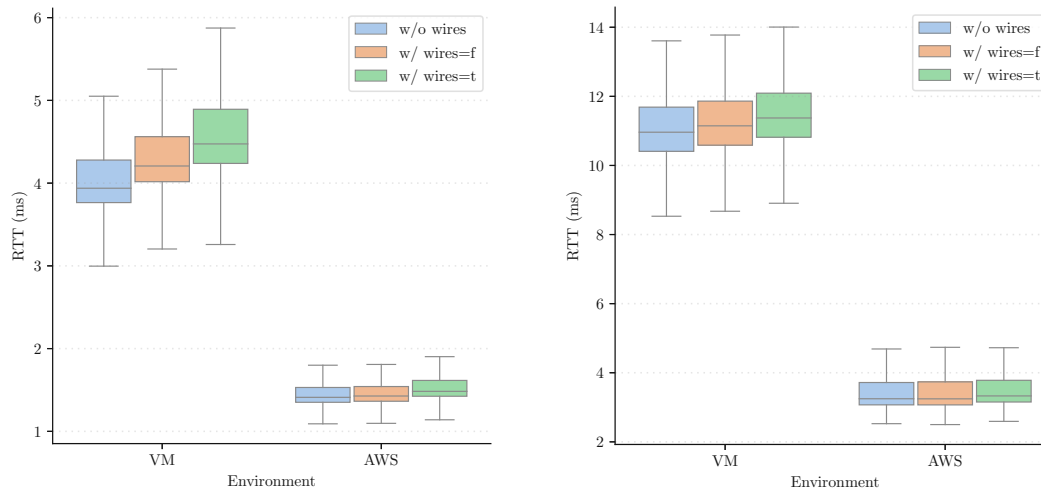 6
5
4
3
2
1
RTT (ms)
w/o wires
w/ wires=f
w/ wires=t
VM
AWS
Environment
14
12
10
8
6
4
2
RTT (ms)
w/o wires
w/ wires=f
w/ wires=t
VM
AWS
Environment